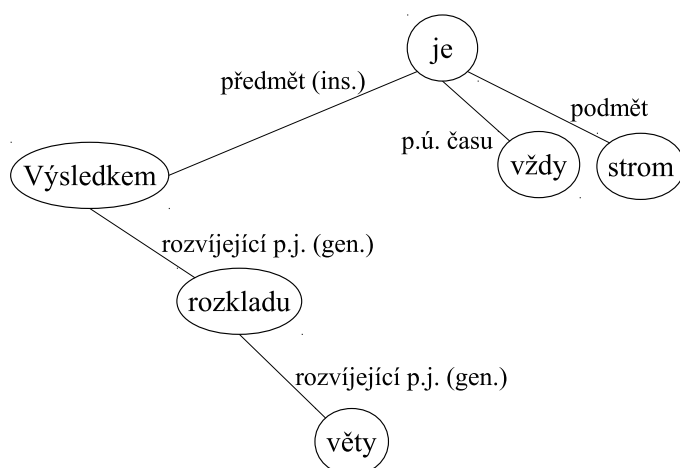 je
předmět (ins.)
podmět
p.ú. času
vždy
strom
Výsledkem
rozvíjející p.j. (gen.)
rozkladu
rozvíjející p.j. (gen.)
věty